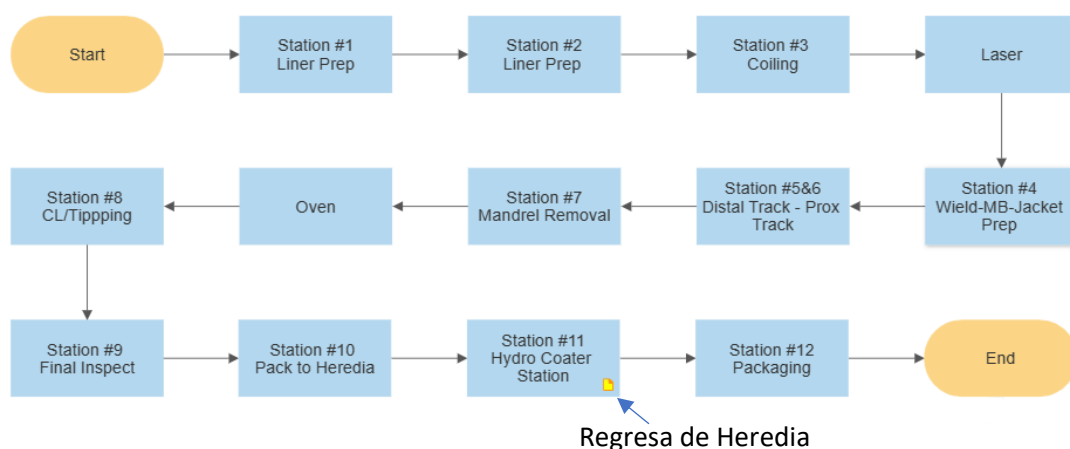 Start
Station #1
Liner Prep
Station #2
Liner Prep
Station #3
Coiling
Laser
Station #8
CL/Tippping
Oven
Station #7
Mandrel Removal
Station #5&6
Distal Track - Prox
Track
Station #4
Wield-MB-Jacket
Prep
Station #9
Final Inspect
Station #10
Pack to Heredia
Station #11
Hydro Coater
Station
Station #12
Packaging
End
Regresa de Heredia